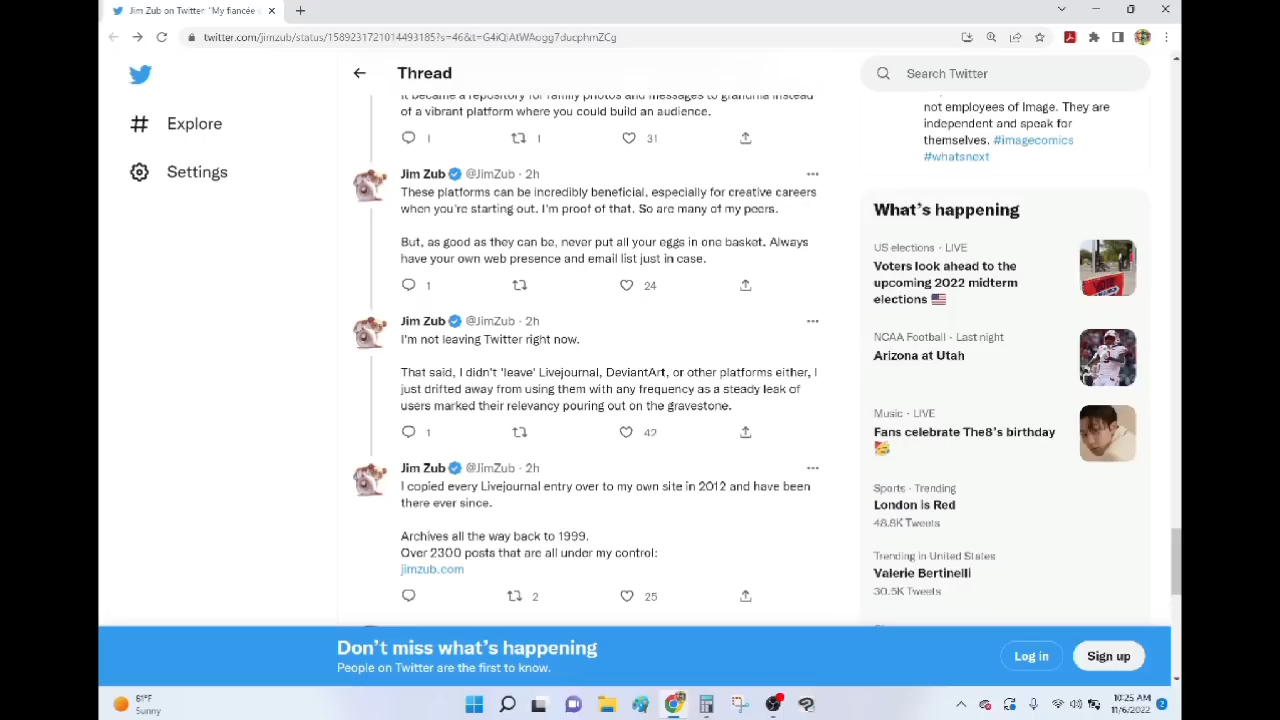 Jim Zub on Twitter: "My fiancée
twitter.com/jimzub/status/1589231721014493185?s=46&t=G4iQiAtWAogg7ducphmZCg
Explore
Settings
Thread
It became a repository for family photos and messages to grandma instead
of a vibrant platform where you could build an audience.
1 1 31
Jim Zub @JimZub · 2h
These platforms can be incredibly beneficial, especially for creative careers
when you're starting out. I'm proof of that. So are many of my peers.
But, as good as they can be, never put all your eggs in one basket. Always
have your own web presence and email list just in case.
1 24
Jim Zub @JimZub · 2h
I'm not leaving Twitter right now.
That said, I didn't 'leave' Livejournal, DeviantArt, or other platforms either, I
just drifted away from using them with any frequency as a steady leak of
users marked their relevancy pouring out on the gravestone.
1 42
Jim Zub @JimZub · 2h
I copied every Livejournal entry over to my own site in 2012 and have been
there ever since.
Archives all the way back to 1999.
Over 2300 posts that are all under my control:
jimzub.com
2 25
Search Twitter
not employees of Image. They are
independent and speak for
themselves. #imagecomics
#whatsnext
What's happening
US elections · LIVE
Voters look ahead to the
upcoming 2022 midterm
elections
NCAA Football · Last night
Arizona at Utah
Music · LIVE
Fans celebrate The8's birthday
Sports · Trending
London is Red
48.8K Tweets
Trending in United States
Valerie Bertinelli
30.5K Tweets
Don't miss what's happening
People on Twitter are the first to know.
Log in
Sign up
61°F
Sunny
10:25 AM
11/6/2022
2